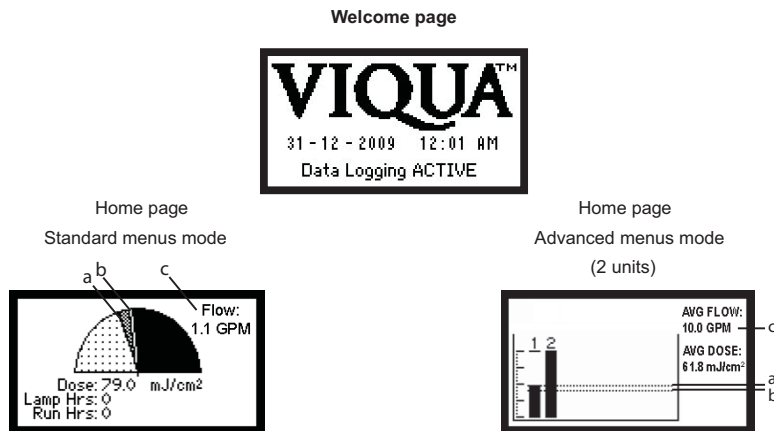 Welcome page
VIQUA™
31-12-2009 12:01 AM
Data Logging ACTIVE
Home page
Standard menus mode
a b c
Flow:
1.1 GPM
Dose: 79.0 mJ/cm²
Lamp Hrs: 0
Run Hrs: 0
Home page
Advanced menus mode
(2 units)
AVG FLOW:
10.0 GPM c
AVG DOSE:
61.8 mJ/cm²
1 2
a
b